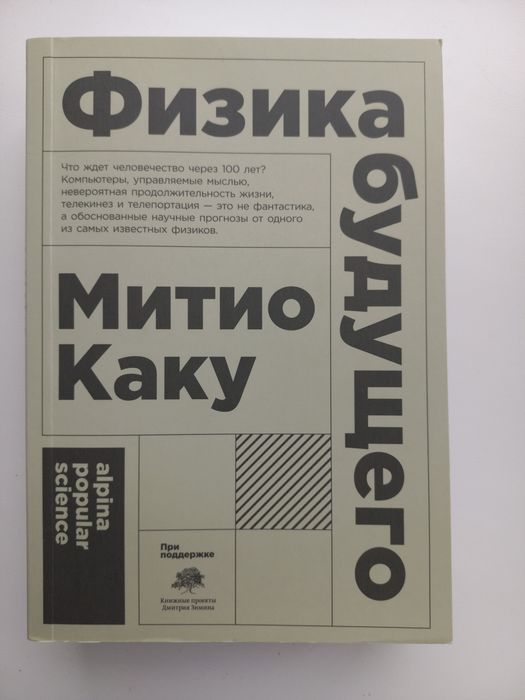 Физика
будущего
Что ждет человечество через 100 лет?
Компьютеры, управляемые мыслью,
невероятная продолжительность жизни,
телекинез и телепортация — это не фантастика,
а обоснованные научные прогнозы от одного
из самых известных физиков.
Митио
Каку
alpina
popular
science
При
поддержке
Книжные проекты
Дмитрия Зимина